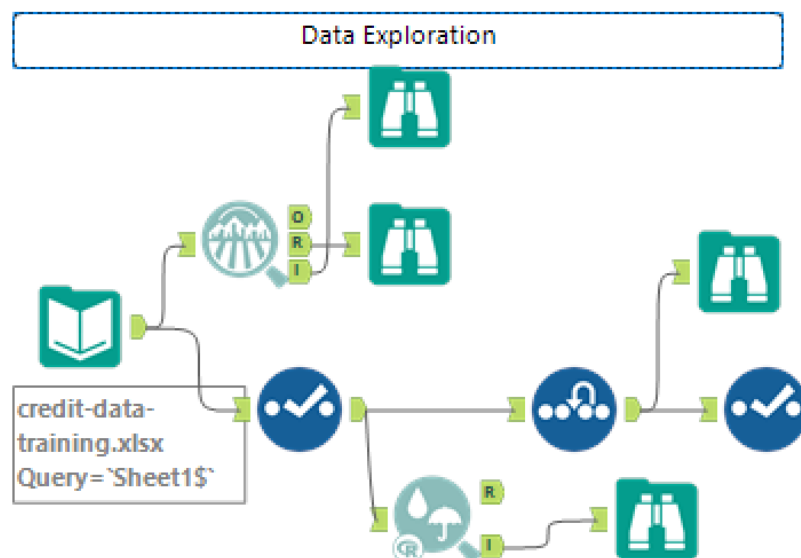 Data Exploration
O
R
I
credit-data-
training.xlsx
Query=`Sheet1$`
R
I
R